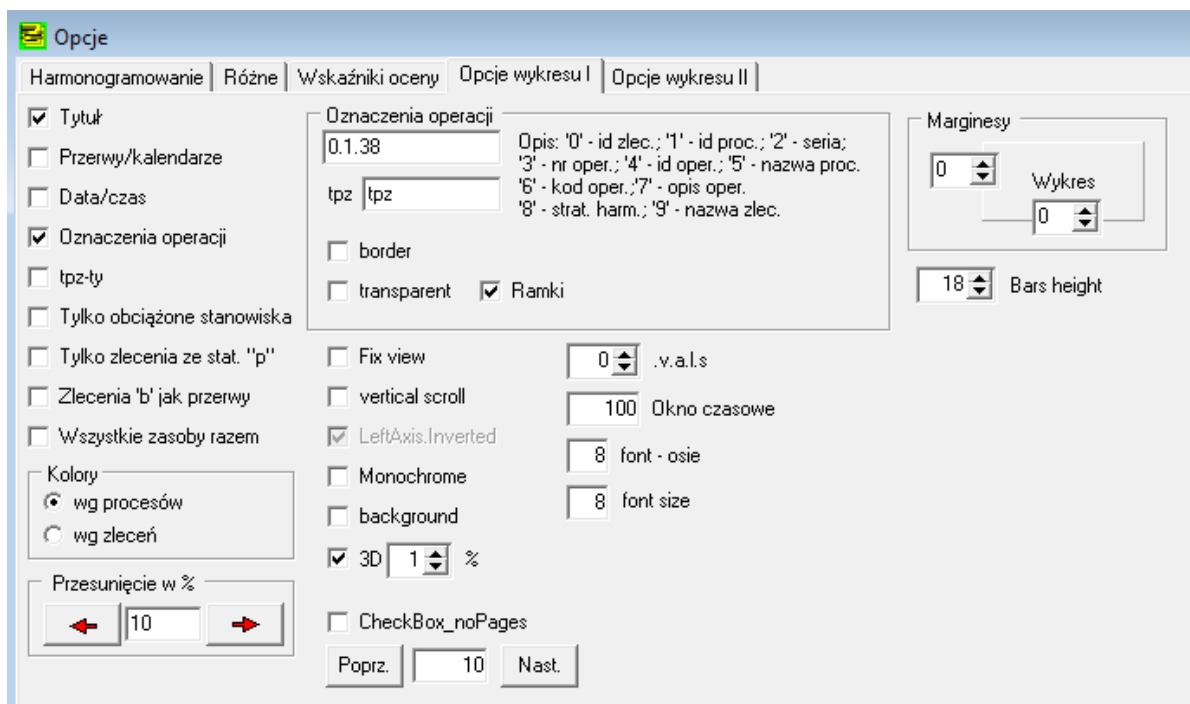 Opcje
Harmonogramowanie Różne Wskaźniki oceny Opcje wykresu I Opcje wykresu II
Tytuł
Przerwy/kalendarze
Data/czas
Oznaczenia operacji
tpz-ty
Tylko obciążone stanowiska
Tylko zlecenia ze stat. "p"
Zlecenia 'b' jak przerwy
Wszystkie zasoby razem
Kolory
wg procesów
wg zleceń
Przesunięcie w %
10
Oznaczenia operacji
0.1.38
tpz tpz
Opis: '0' - id zlec.; '1' - id proc.; '2' - seria;
'3' - nr oper.; '4' - id oper.; '5' - nazwa proc.
'6' - kod oper.;'7' - opis oper.
'8' - strat. harm.; '9' - nazwa zlec.
border
transparent Ramki
Fix view
vertical scroll
LeftAxis.Inverted
Monochrome
background
3D 1 %
CheckBox_noPages
Poprz. 10 Nast.
0 .v.a.l.s
100 Okno czasowe
8 font - osie
8 font size
Marginesy
0
Wykres
0
18 Bars height